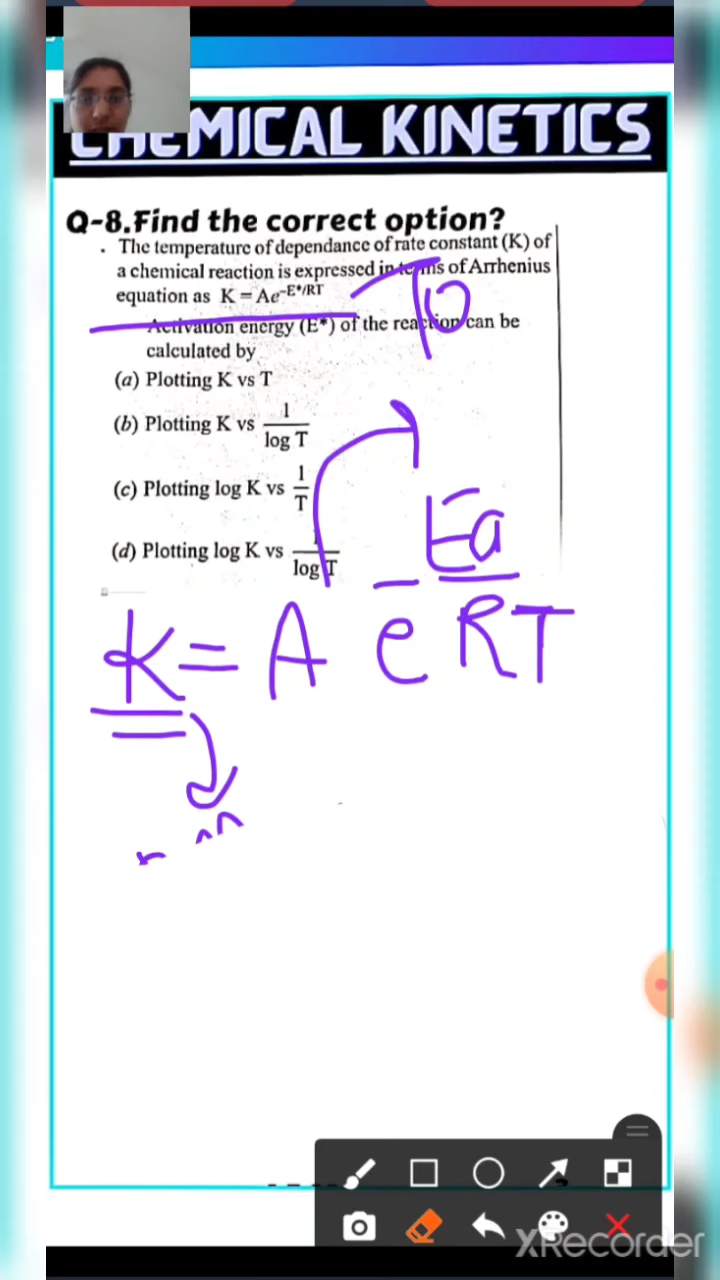 CHEMICAL KINETICS
Q-8.Find the correct option?
. The temperature of dependance of rate constant (K) of
a chemical reaction is expressed in terms of Arrhenius
equation as K = Ae^-E*/RT
Activation energy (E*) of the reaction can be
calculated by
(a) Plotting K vs T
(b) Plotting K vs 1/log T
(c) Plotting log K vs 1/T
(d) Plotting log K vs 1/log T
K = A e^-Ea/RT
XRecorder